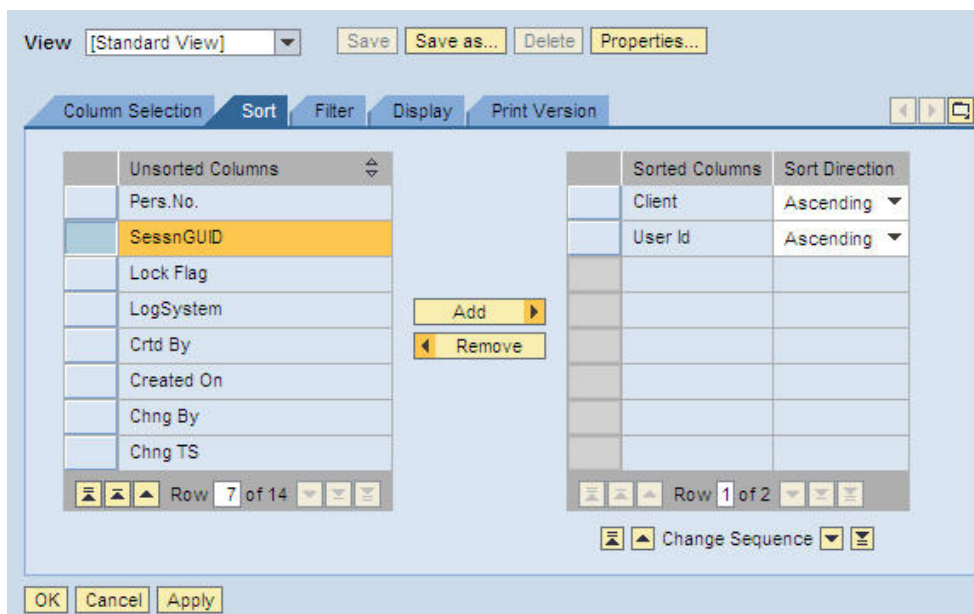 View [Standard View] Save Save as... Delete Properties...
Column Selection Sort Filter Display Print Version
Unsorted Columns
Pers.No.
SessnGUID
Lock Flag
LogSystem
Crtd By
Created On
Chng By
Chng TS
Row 7 of 14
Add
Remove
Sorted Columns Sort Direction
Client Ascending
User Id Ascending
Row 1 of 2
Change Sequence
OK Cancel Apply